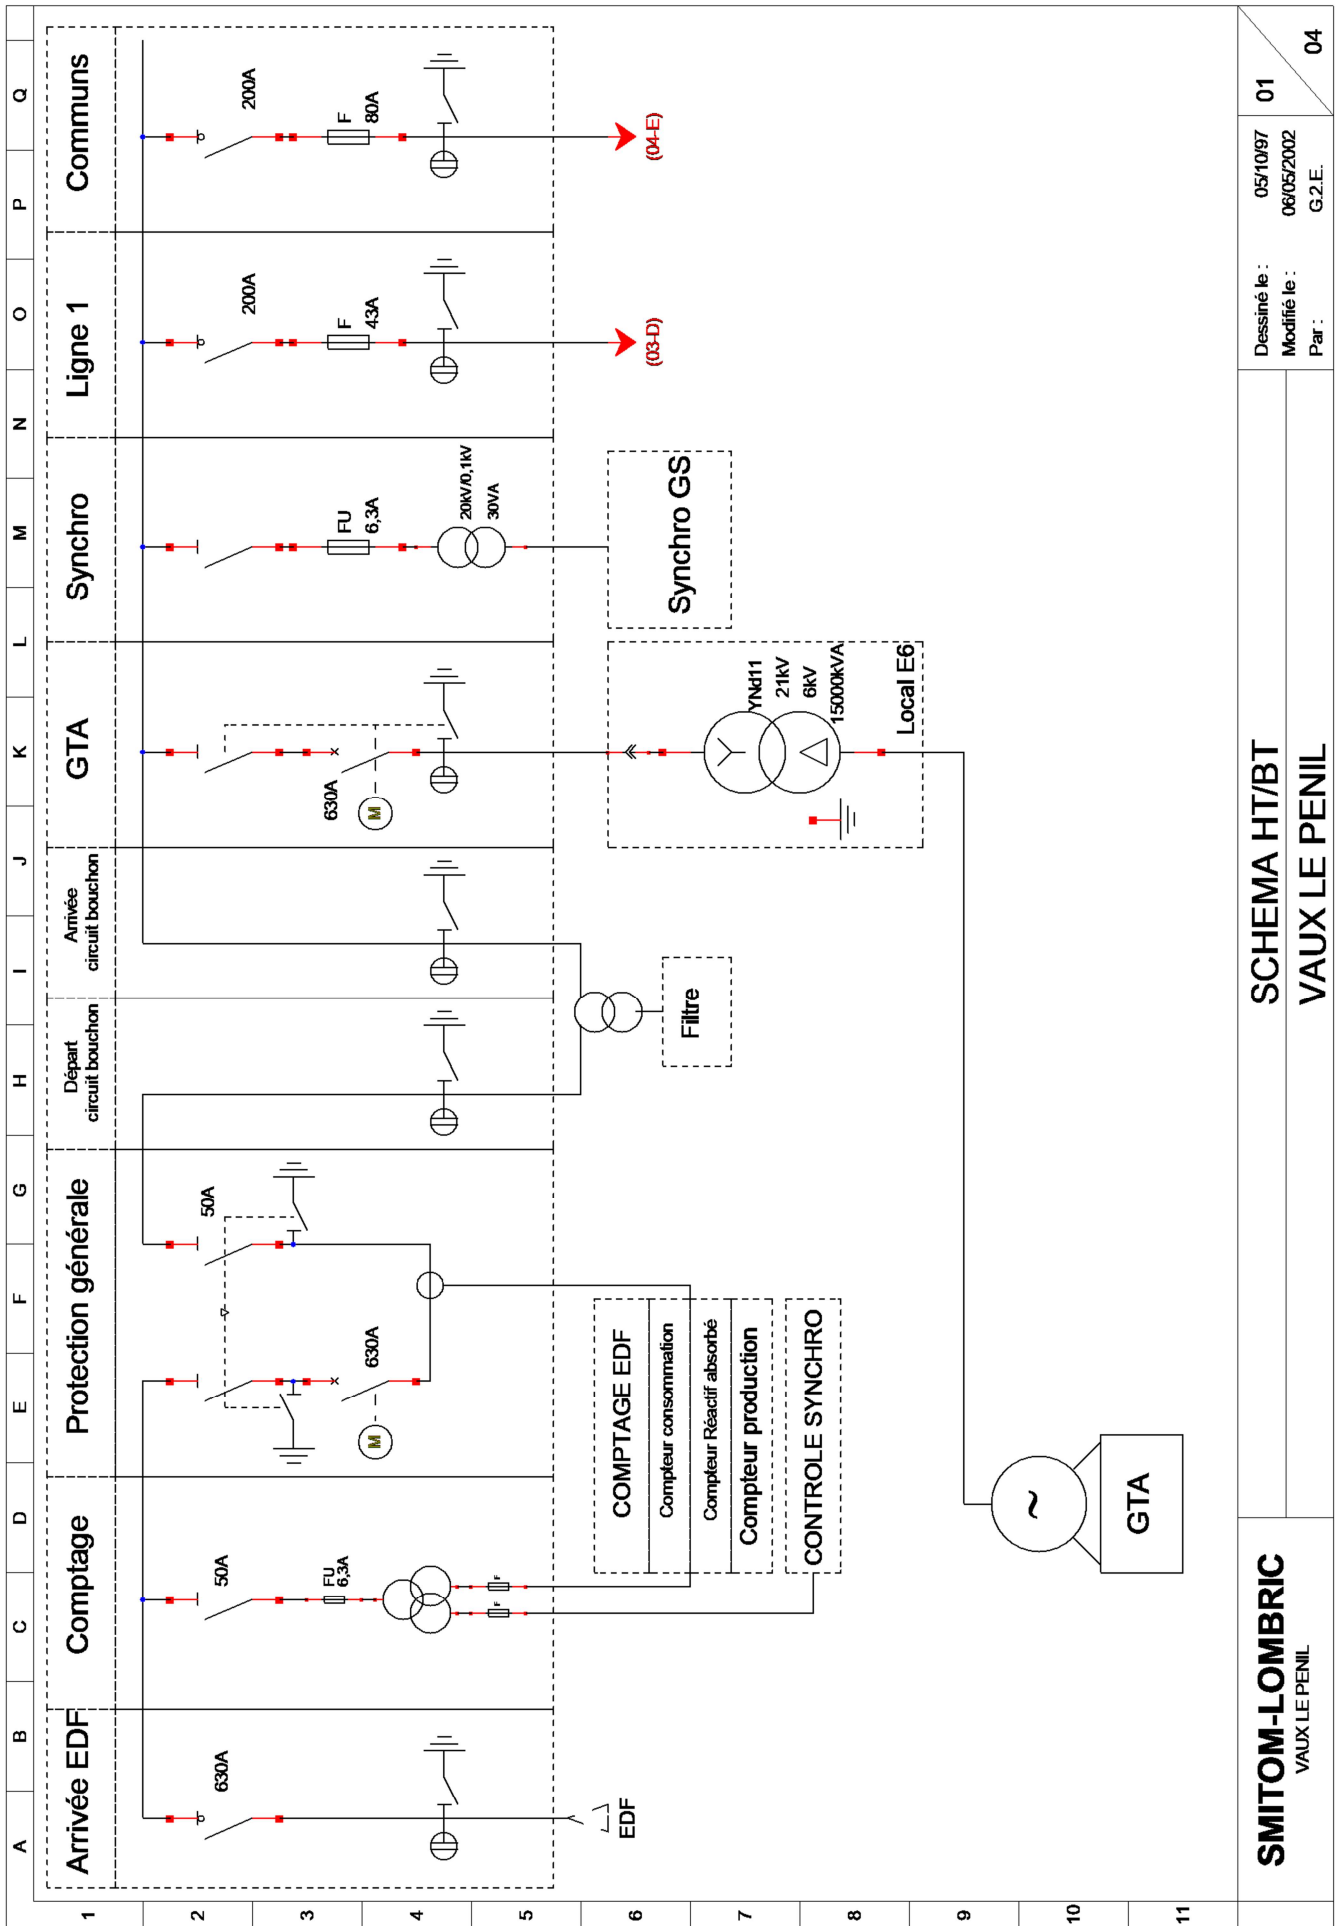 A B C D E F G H I J K L M N O P Q
1
2
3
4
5
6
7
8
9
10
11
Arrivée EDF
630A
EDF
Comptage
50A
FU
6,3A
F
F
Protection générale
50A
630A
M
COMPTAGE EDF
Compteur consommation
Compteur Réactif absorbé
Compteur production
CONTROLE SYNCHRO
Départ
circuit bouchon
Arrivée
circuit bouchon
Filtre
GTA
630A
M
YNd11
21kV
6kV
15000kVA
Local E6
~
GTA
Synchro
FU
6,3A
20kV/0,1kV
30VA
Synchro GS
Ligne 1
200A
F
43A
(03-D)
Communs
200A
F
80A
(04-E)
SMITOM-LOMBRIC
VAUX LE PENIL
SCHEMA HT/BT
VAUX LE PENIL
Dessiné le : 05/10/97
Modifié le : 06/05/2002
Par : G.2.E.
01
04